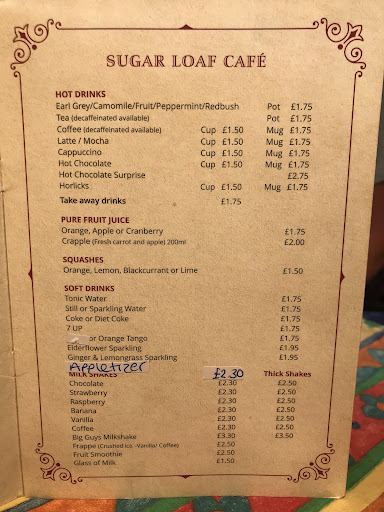 SUGAR LOAF CAFÉ
HOT DRINKS
Earl Grey/Camomile/Fruit/Peppermint/Redbush Pot £1.75
Tea (decaffeinated available) Pot £1.75
Coffee (decaffeinated available) Cup £1.50 Mug £1.75
Latte / Mocha Cup £1.50 Mug £1.75
Cappuccino Cup £1.50 Mug £1.75
Hot Chocolate Cup £1.50 Mug £1.75
Hot Chocolate Surprise £2.75
Horlicks Cup £1.50 Mug £1.75
Take away drinks £1.75
PURE FRUIT JUICE
Orange, Apple or Cranberry £1.75
Crapple (Fresh carrot and apple) 200ml £2.00
SQUASHES
Orange, Lemon, Blackcurrant or Lime £1.50
SOFT DRINKS
Tonic Water £1.75
Still or Sparkling Water £1.75
Coke or Diet Coke £1.75
7 UP £1.75
or Orange Tango £1.75
Elderflower Sparkling £1.95
Ginger & Lemongrass Sparkling £1.95
Appletizer £2.30
MILK SHAKES Thick Shakes
Chocolate £2.30 £2.50
Strawberry £2.30 £2.50
Raspberry £2.30 £2.50
Banana £2.30 £2.50
Vanilla £2.30 £2.50
Coffee £2.30 £2.50
Big Guys Milkshake £3.30 £3.50
Frappe (Crushed ice -Vanilla/ Coffee) £2.50
Fruit Smoothie £2.50
Glass of Milk £1.50